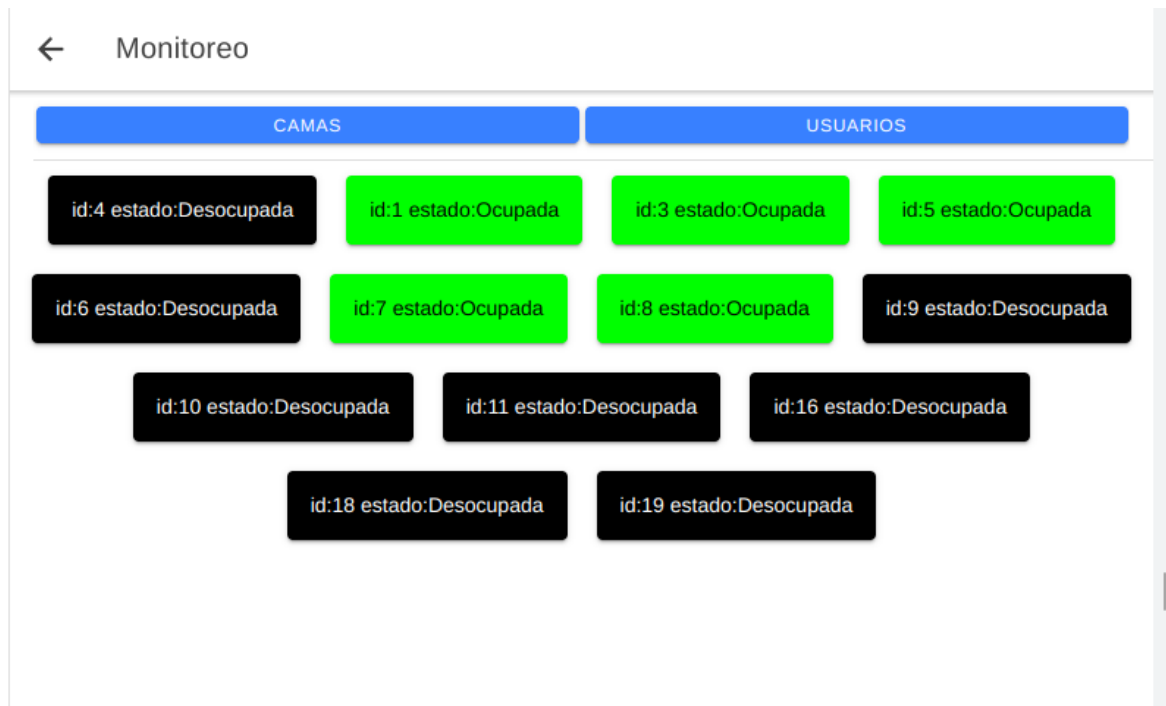 Monitoreo
CAMAS USUARIOS
id:4 estado:Desocupada id:1 estado:Ocupada id:3 estado:Ocupada id:5 estado:Ocupada
id:6 estado:Desocupada id:7 estado:Ocupada id:8 estado:Ocupada id:9 estado:Desocupada
id:10 estado:Desocupada id:11 estado:Desocupada id:16 estado:Desocupada
id:18 estado:Desocupada id:19 estado:Desocupada